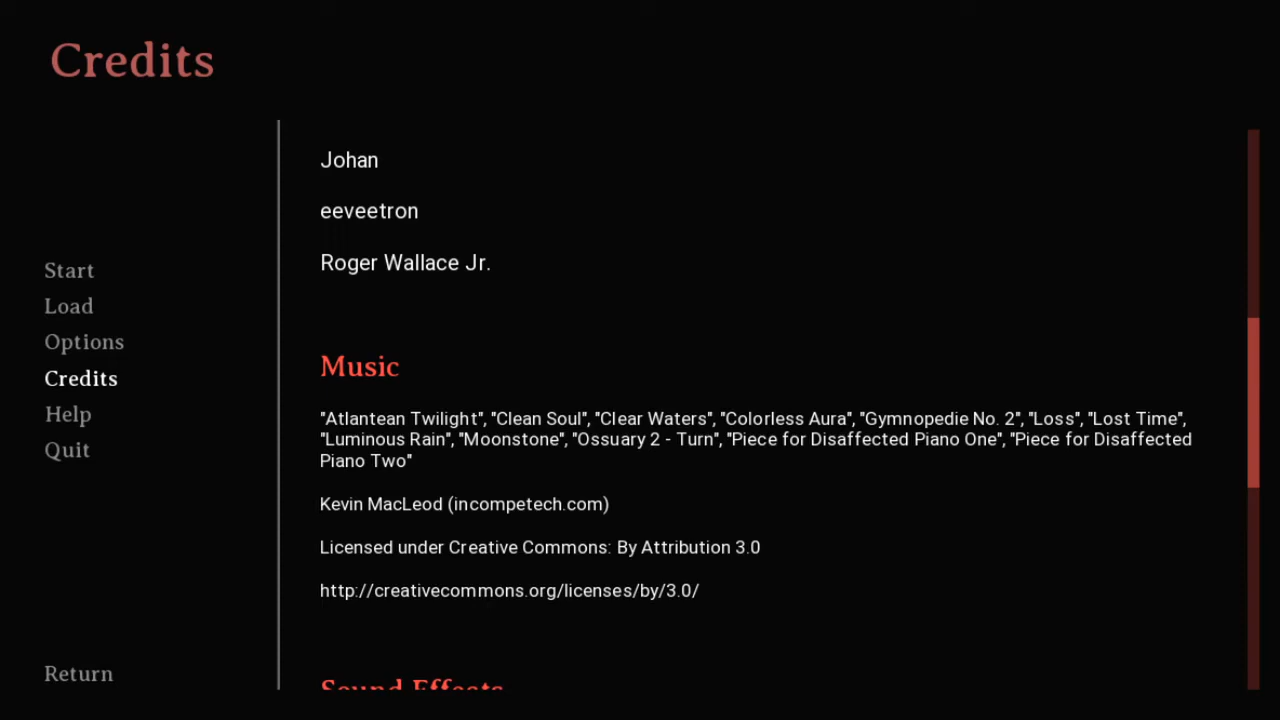 Credits
Start
Load
Options
Credits
Help
Quit
Return
Johan
eeveetron
Roger Wallace Jr.
Music
"Atlantean Twilight", "Clean Soul", "Clear Waters", "Colorless Aura", "Gymnopedie No. 2", "Loss", "Lost Time",
"Luminous Rain", "Moonstone", "Ossuary 2 - Turn", "Piece for Disaffected Piano One", "Piece for Disaffected
Piano Two"
Kevin MacLeod (incompetech.com)
Licensed under Creative Commons: By Attribution 3.0
http://creativecommons.org/licenses/by/3.0/
Sound Effects